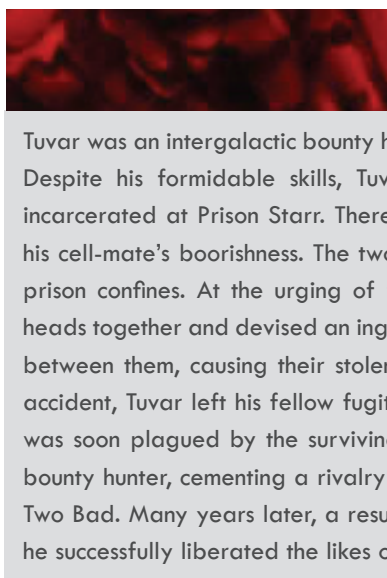 Tuvar was an intergalactic bounty
Despite his formidable skills,
incarcerated at Prison Starr.
his cell-mate's boorishness. The
prison confines. At the urging of
heads together and devised an
between them, causing their
accident, Tuvar left his fellow
was soon plagued by the
bounty hunter, cementing a rivalry
Two Bad. Many years later, a
he successfully liberated the likes